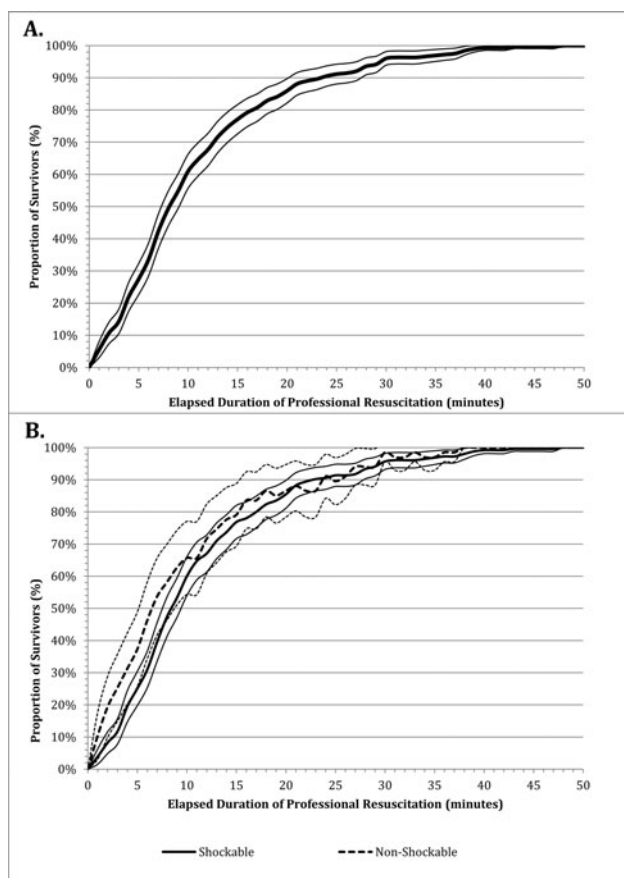 A.
100%
90%
80%
70%
60%
50%
40%
30%
20%
10%
0%
Proportion of Survivors (%)
0 5 10 15 20 25 30 35 40 45 50
Elapsed Duration of Professional Resuscitation (minutes)
B.
100%
90%
80%
70%
60%
50%
40%
30%
20%
10%
0%
Proportion of Survivors (%)
0 5 10 15 20 25 30 35 40 45 50
Elapsed Duration of Professional Resuscitation (minutes)
Shockable Non-Shockable